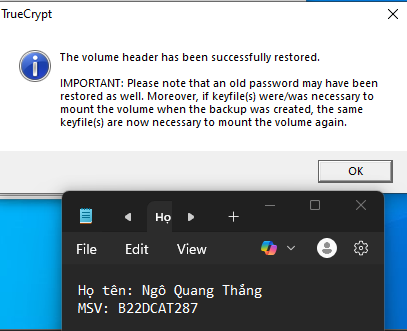 TrueCrypt
The volume header has been successfully restored.
IMPORTANT: Please note that an old password may have been
restored as well. Moreover, if keyfile(s) were/was necessary to
mount the volume when the backup was created, the same
keyfile(s) are now necessary to mount the volume again.
OK
Họ
File Edit View
Họ tên: Ngô Quang Thắng
MSV: B22DCAT287